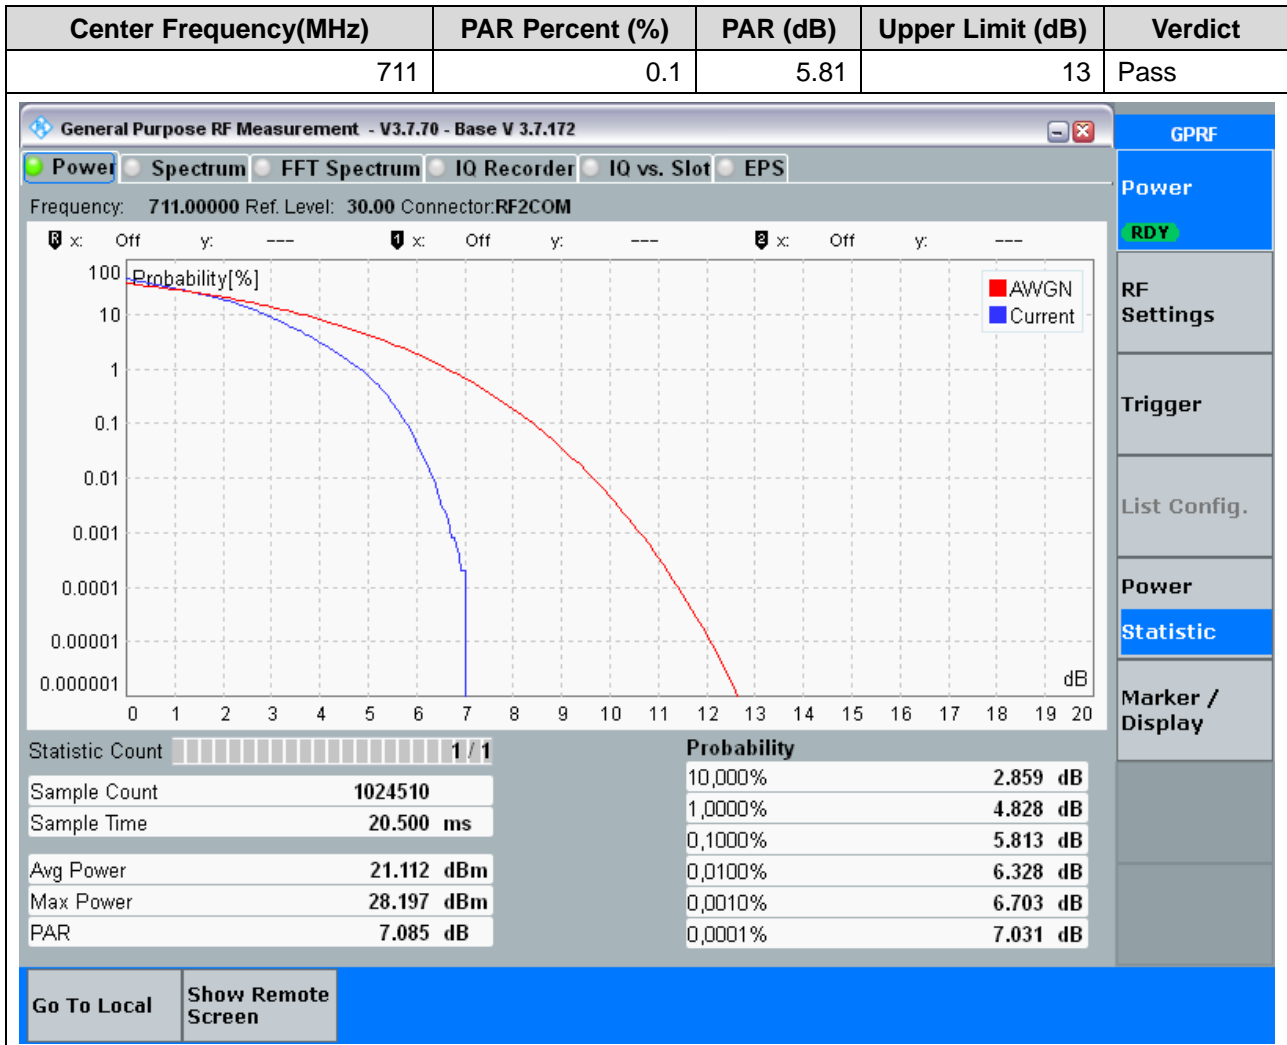 Center Frequency(MHz) PAR Percent (%) PAR (dB) Upper Limit (dB) Verdict
711 0.1 5.81 13 Pass
General Purpose RF Measurement - V3.7.70 - Base V 3.7.172
GPRF
Power Spectrum FFT Spectrum IQ Recorder IQ vs. Slot EPS
Power
RDY
Frequency: 711.00000 Ref. Level: 30.00 Connector:RF2COM
R x: Off y: --- 1 x: Off y: --- 2 x: Off y: ---
Probability[%]
AWGN
Current
100
10
1
0.1
0.01
0.001
0.0001
0.00001
0.000001
dB
0 1 2 3 4 5 6 7 8 9 10 11 12 13 14 15 16 17 18 19 20
RF
Settings
Trigger
List Config.
Power
Statistic
Marker /
Display
Statistic Count 1 / 1
Sample Count 1024510
Sample Time 20.500 ms
Avg Power 21.112 dBm
Max Power 28.197 dBm
PAR 7.085 dB
Probability
10,000% 2.859 dB
1,0000% 4.828 dB
0,1000% 5.813 dB
0,0100% 6.328 dB
0,0010% 6.703 dB
0,0001% 7.031 dB
Go To Local
Show Remote
Screen